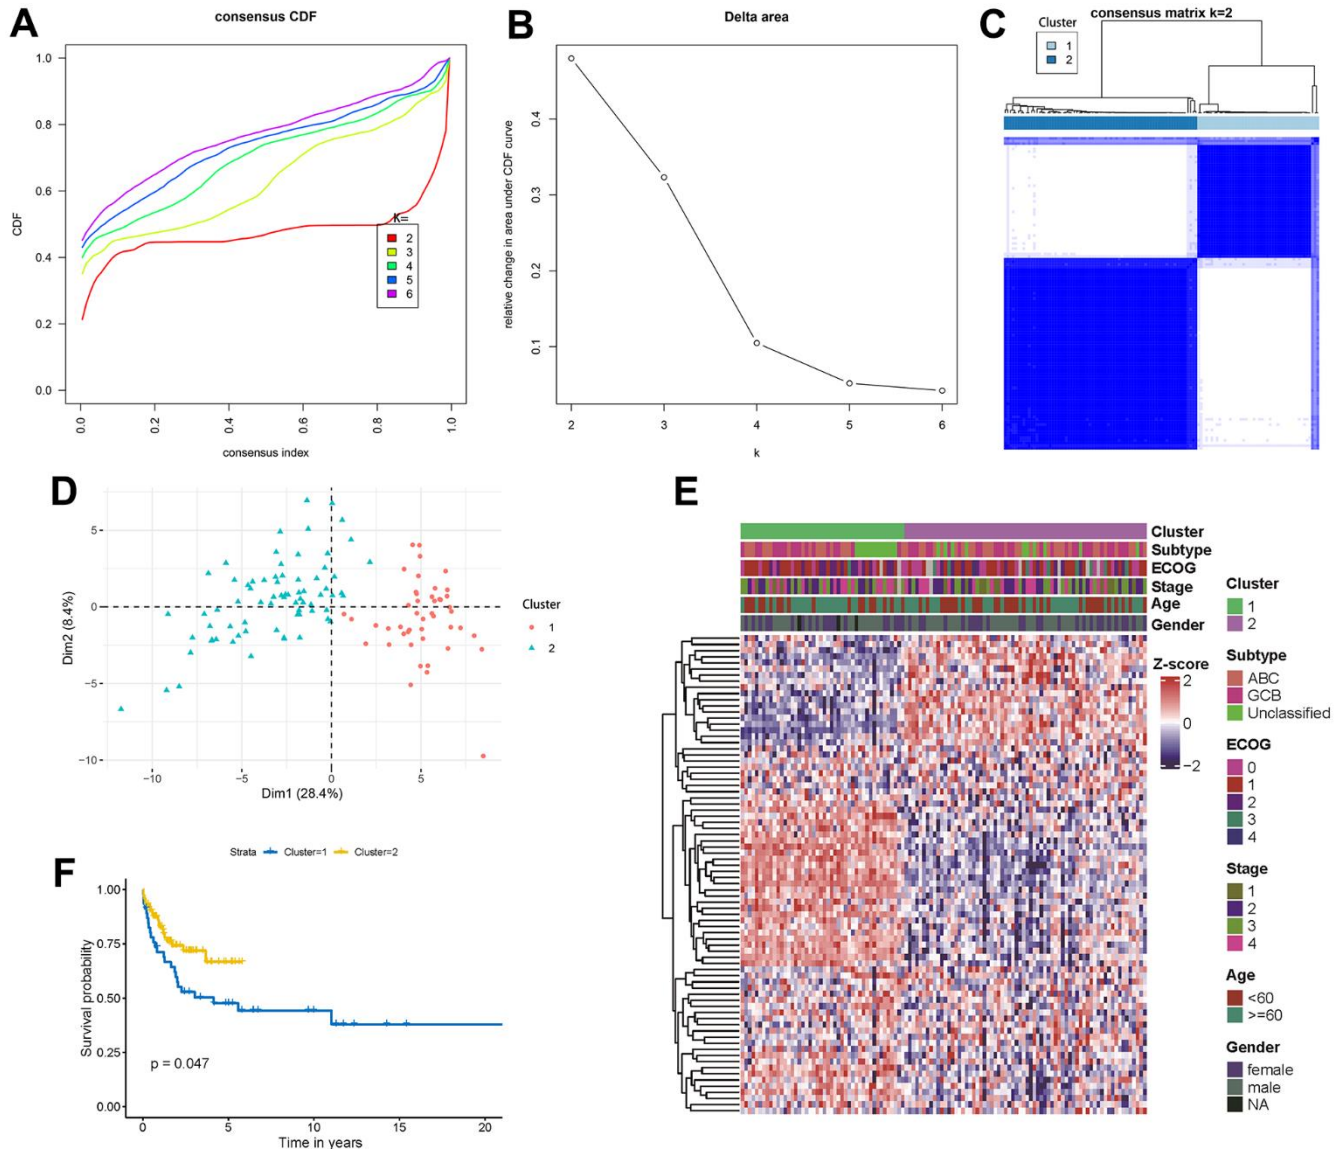 A
consensus CDF
CDF
1.0
0.8
0.6
0.4
0.2
0.0
0.0
0.2
0.4
0.6
0.8
1.0
consensus index
K=
2
3
4
5
6
B
Delta area
relative change in area under CDF curve
0.4
0.3
0.2
0.1
2
3
4
5
6
k
C
consensus matrix k=2
Cluster
1
2
D
Dim2 (8.4%)
5
0
−5
−10
−10
−5
0
5
Dim1 (28.4%)
Cluster
1
2
E
Cluster
Subtype
ECOG
Stage
Age
Gender
Z-score
2
0
−2
Cluster
1
2
Subtype
ABC
GCB
Unclassified
ECOG
0
1
2
3
4
Stage
1
2
3
4
Age
<60
>=60
Gender
female
male
NA
F
Strata Cluster=1 Cluster=2
Survival probability
1.00
0.75
0.50
0.25
0.00
p = 0.047
0
5
10
15
20
Time in years